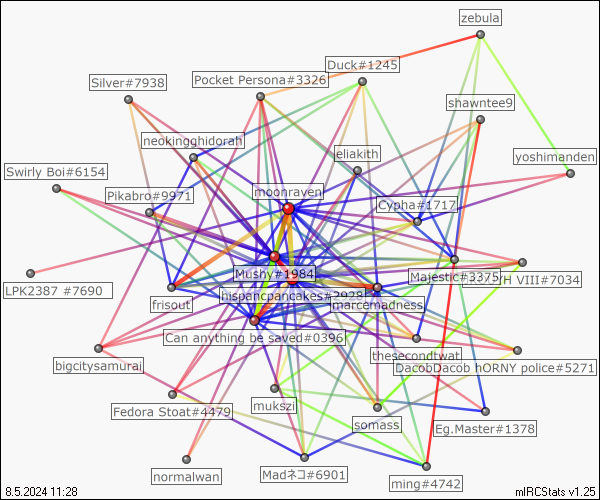 zebula
Duck#1245
Pocket Persona#3326
Silver#7938
shawntee9
neokingghidorah
eliakith
yoshimanden
Swirly Boi#6154
moonraven
Pikabro#9971
Cypha#1717
Mushy#1984
Majestic#3375
VIII#7034
LPK2387 #7690
hispancpancakes#2928
frisout
marcemadness
Can anything be saved#0396
thesecondtwat
bigcitysamurai
DacobDacob hORNY police#5271
Fedora Stoat#4479
mukszi
somass
Eg.Master#1378
normalwan
Madネコ#6901
ming#4742
8.5.2024 11:28
mIRCStats v1.25